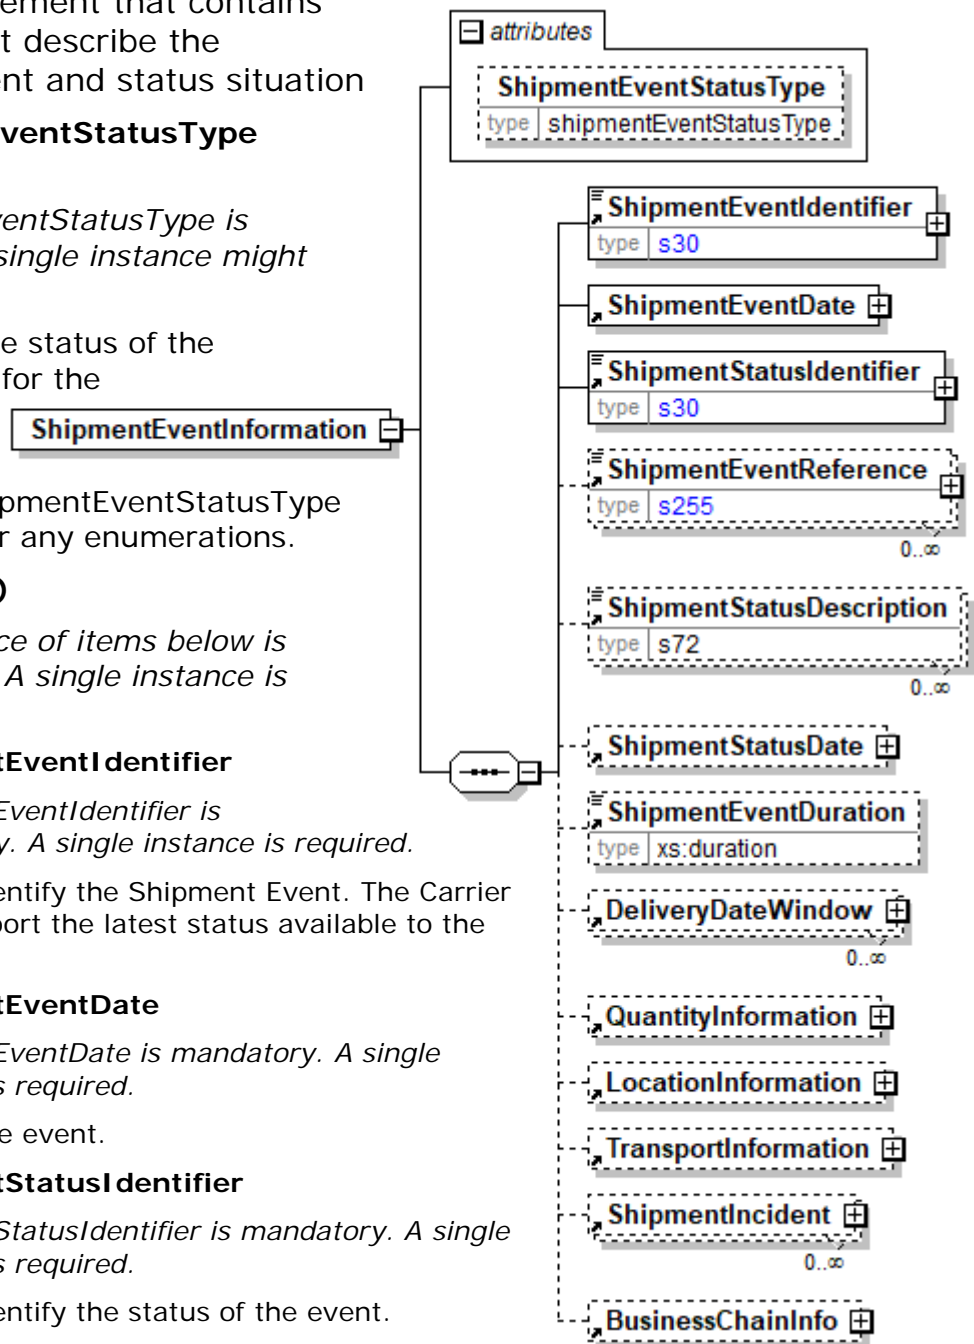 ement that contains
t describe the
ent and status situation
ventStatusType
ventStatusType is
single instance might
e status of the
for the
pmentEventStatusType
r any enumerations.
)
ce of items below is
A single instance is
tEventIdentifier
EventIdentifier is
y. A single instance is required.
entify the Shipment Event. The Carrier
port the latest status available to the
tEventDate
EventDate is mandatory. A single
s required.
e event.
tStatusIdentifier
StatusIdentifier is mandatory. A single
s required.
entify the status of the event.
ShipmentEventInformation
attributes
ShipmentEventStatusType
type shipmentEventStatusType
ShipmentEventIdentifier
type s30
ShipmentEventDate
ShipmentStatusIdentifier
type s30
ShipmentEventReference
type s255
0..∞
ShipmentStatusDescription
type s72
0..∞
ShipmentStatusDate
ShipmentEventDuration
type xs:duration
DeliveryDateWindow
0..∞
QuantityInformation
LocationInformation
TransportInformation
ShipmentIncident
0..∞
BusinessChainInfo